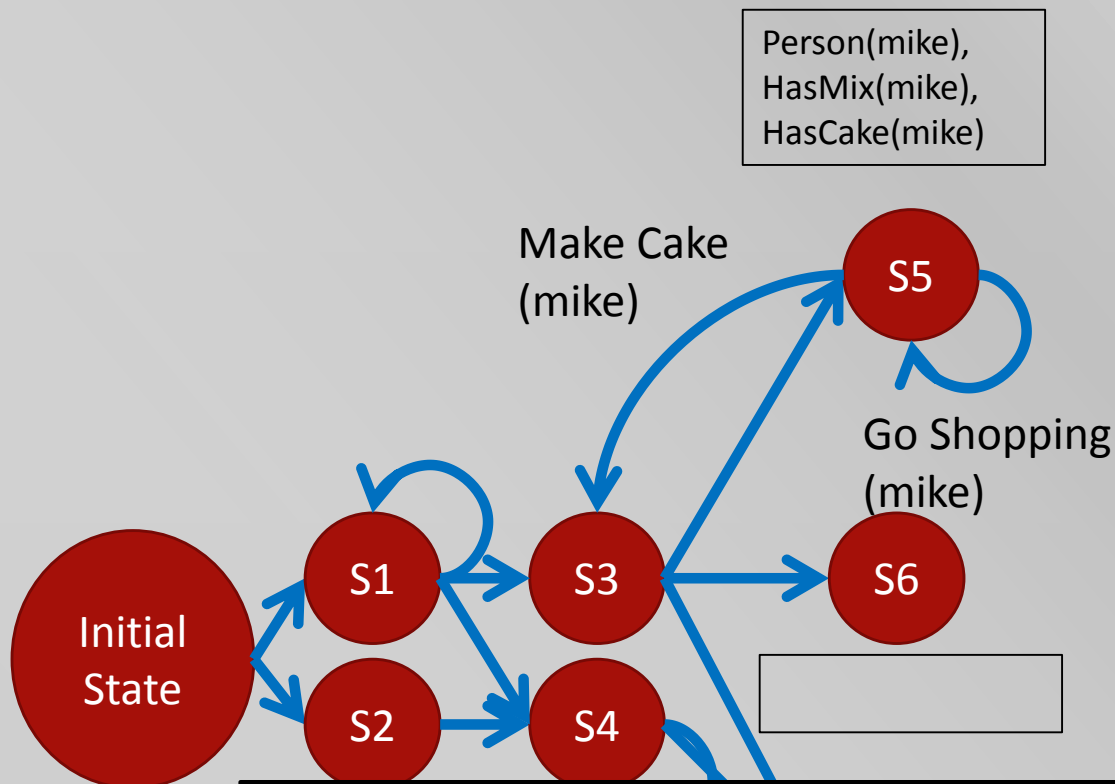 Person(mike),
HasMix(mike),
HasCake(mike)
Make Cake
(mike)
S5
Go Shopping
(mike)
S1
S3
S6
Initial
State
S2
S4